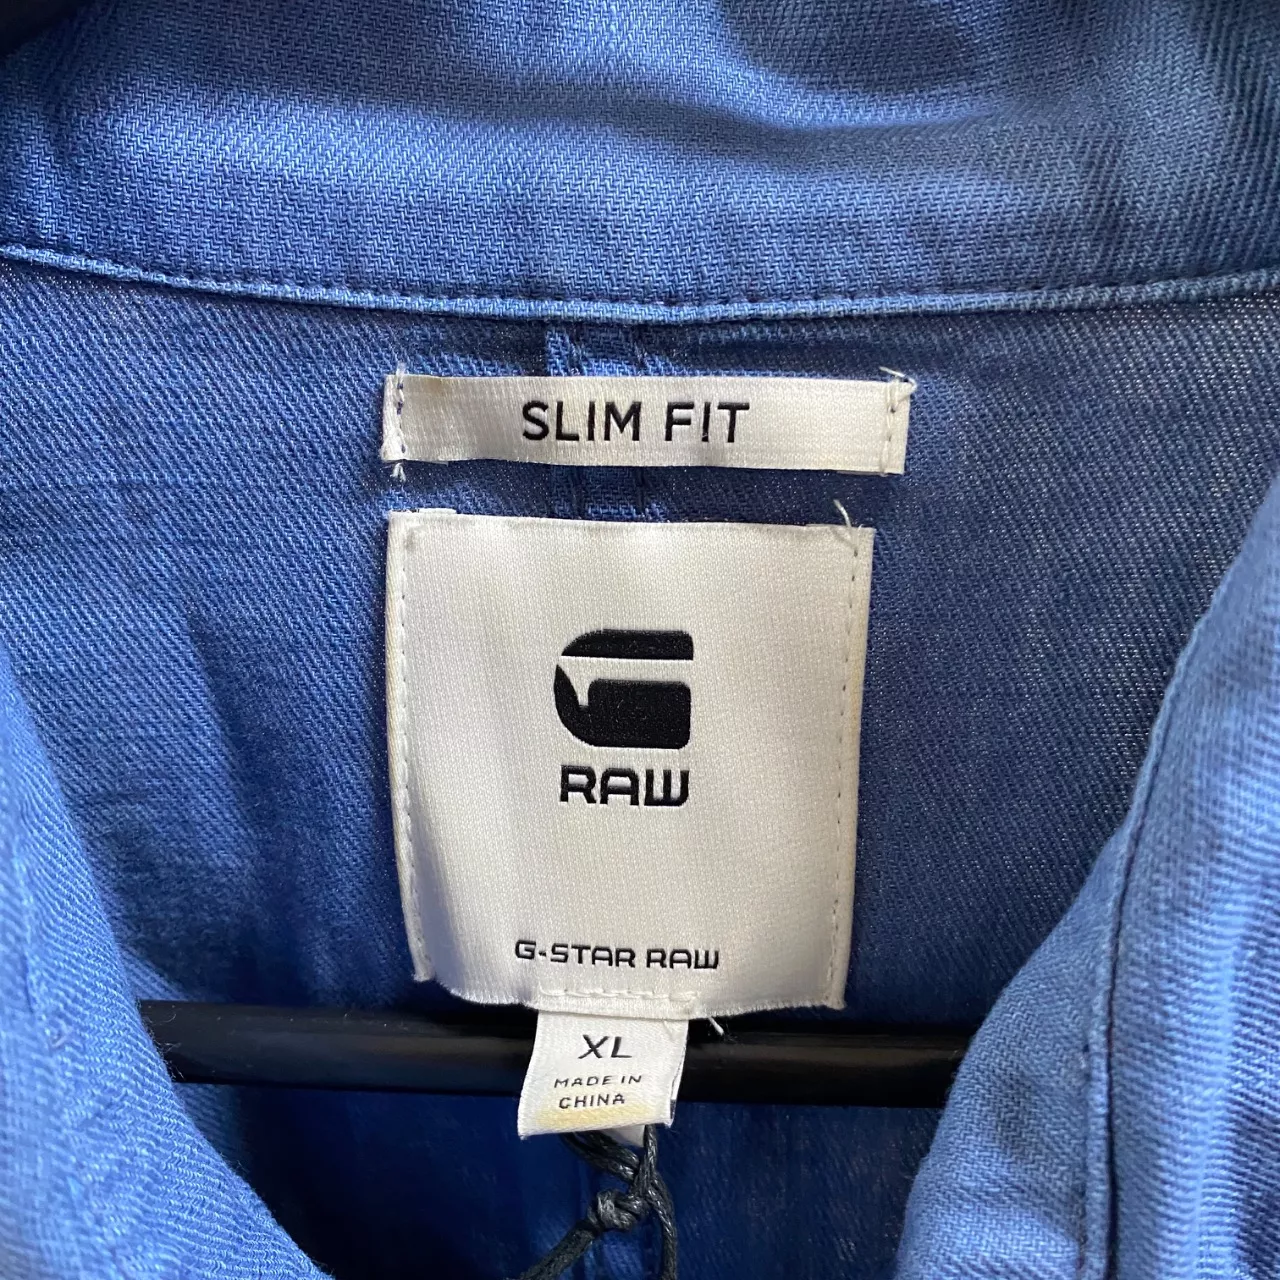 SLIM FIT
G
RAW
G-STAR RAW
XL
MADE IN
CHINA